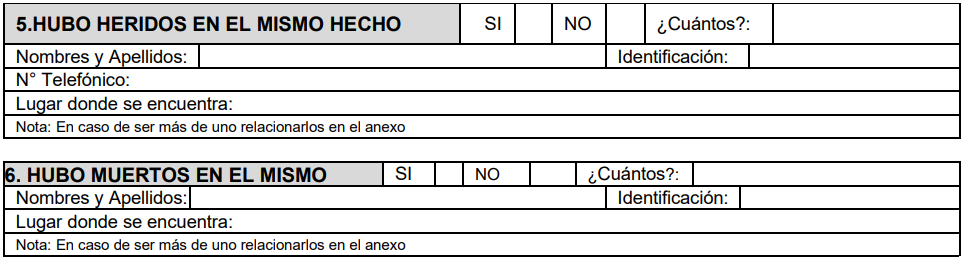 5.HUBO HERIDOS EN EL MISMO HECHO SI NO ¿Cuántos?:
Nombres y Apellidos: Identificación:
N° Telefónico:
Lugar donde se encuentra:
Nota: En caso de ser más de uno relacionarlos en el anexo
6. HUBO MUERTOS EN EL MISMO SI NO ¿Cuántos?:
Nombres y Apellidos: Identificación:
Lugar donde se encuentra:
Nota: En caso de ser más de uno relacionarlos en el anexo